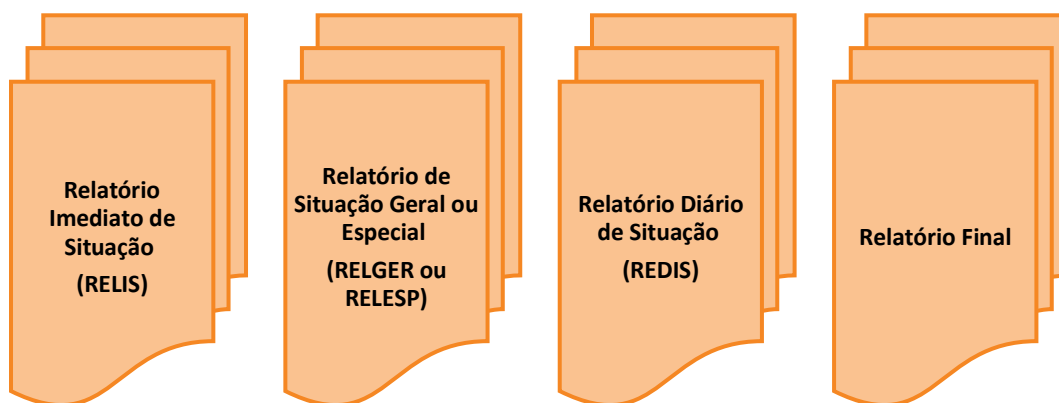 Relatório
Imediato de
Situação
(RELIS)
Relatório de
Situação Geral ou
Especial
(RELGER ou
RELESP)
Relatório Diário
de Situação
(REDIS)
Relatório Final